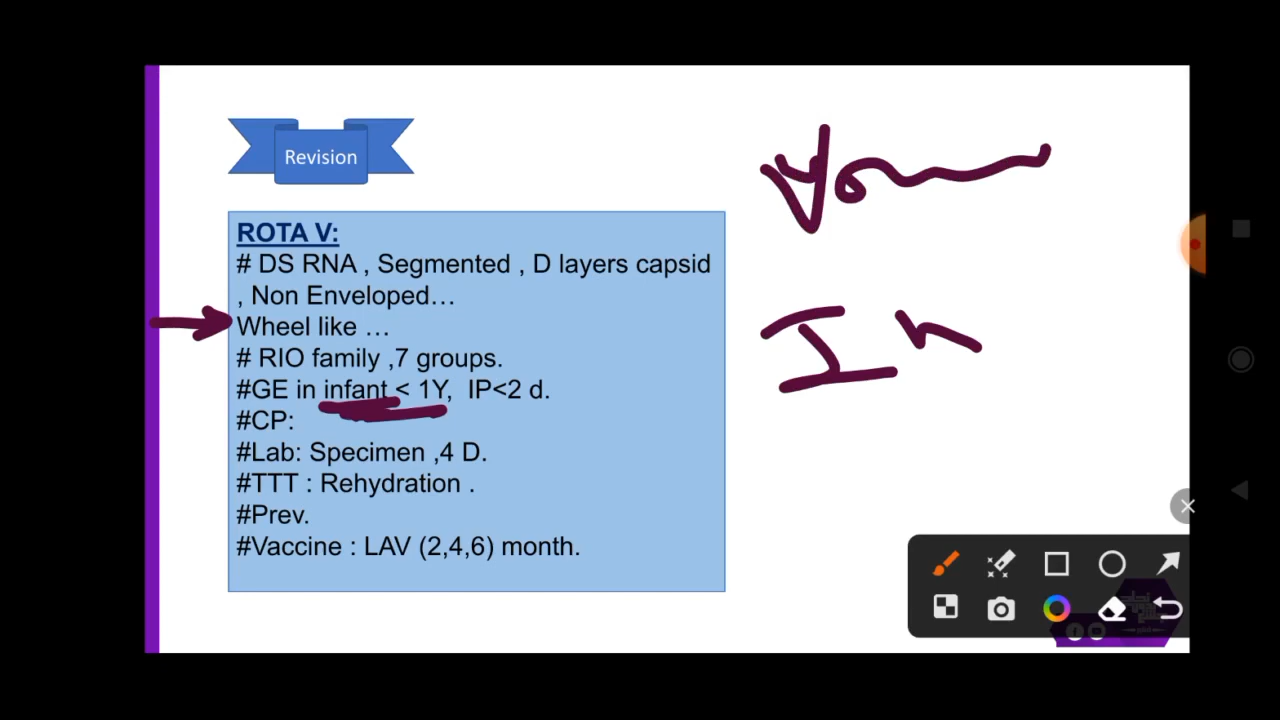 Revision
ROTA V:
# DS RNA , Segmented , D layers capsid
, Non Enveloped...
Wheel like ...
# RIO family ,7 groups.
#GE in infant < 1Y,  IP<2 d.
#CP:
#Lab: Specimen ,4 D.
#TTT : Rehydration .
#Prev.
#Vaccine : LAV (2,4,6) month.